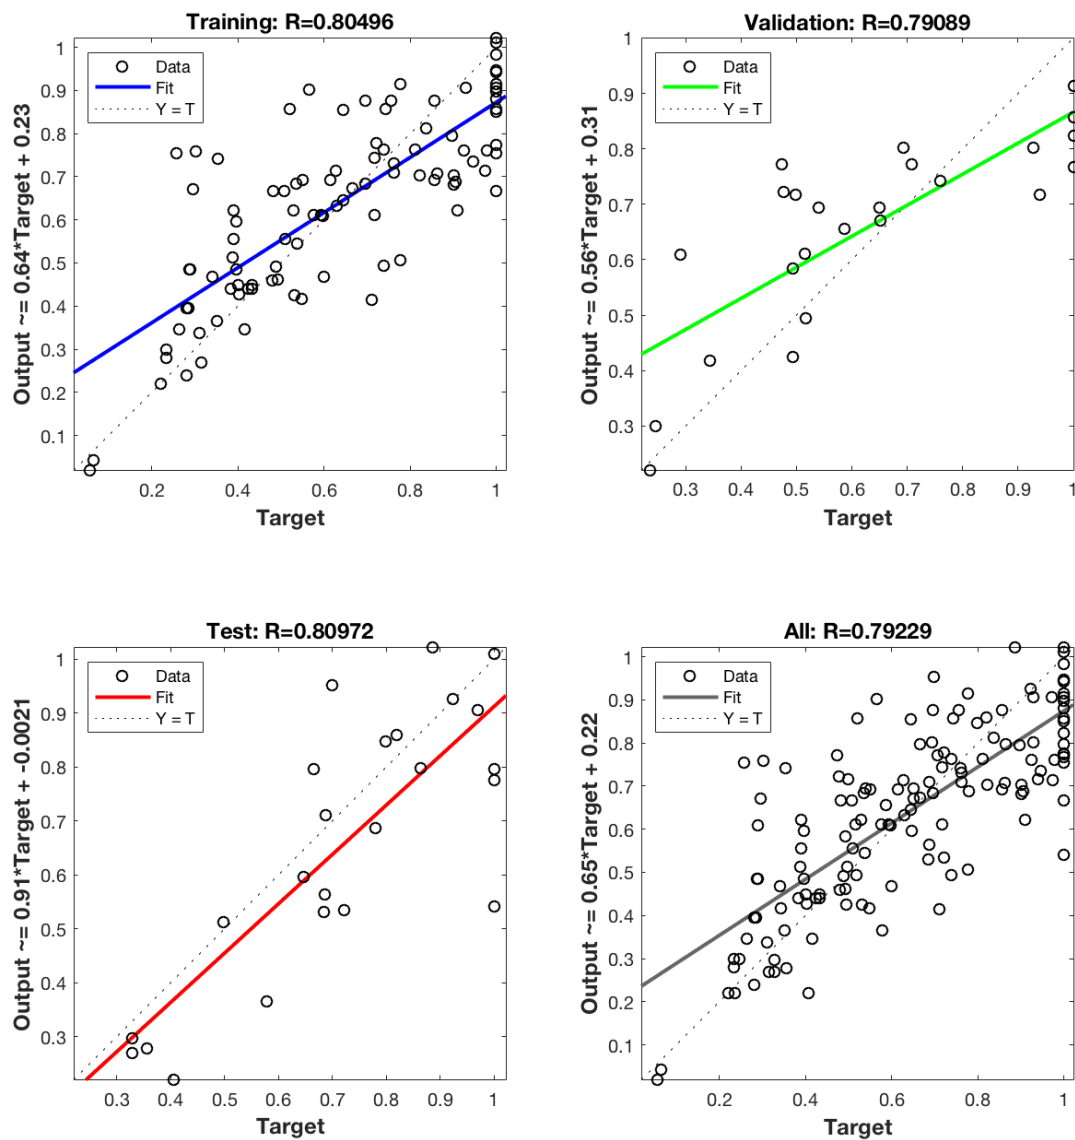 Training: R=0.80496
Output ~= 0.64*Target + 0.23
1
0.9
0.8
0.7
0.6
0.5
0.4
0.3
0.2
0.1
Data
Fit
Y = T
0.2
0.4
0.6
0.8
1
Target
Validation: R=0.79089
Output ~= 0.56*Target + 0.31
1
0.9
0.8
0.7
0.6
0.5
0.4
0.3
Data
Fit
Y = T
0.3
0.4
0.5
0.6
0.7
0.8
0.9
1
Target
Test: R=0.80972
Output ~= 0.91*Target + -0.0021
1
0.9
0.8
0.7
0.6
0.5
0.4
0.3
Data
Fit
Y = T
0.3
0.4
0.5
0.6
0.7
0.8
0.9
1
Target
All: R=0.79229
Output ~= 0.65*Target + 0.22
1
0.9
0.8
0.7
0.6
0.5
0.4
0.3
0.2
0.1
Data
Fit
Y = T
0.2
0.4
0.6
0.8
1
Target